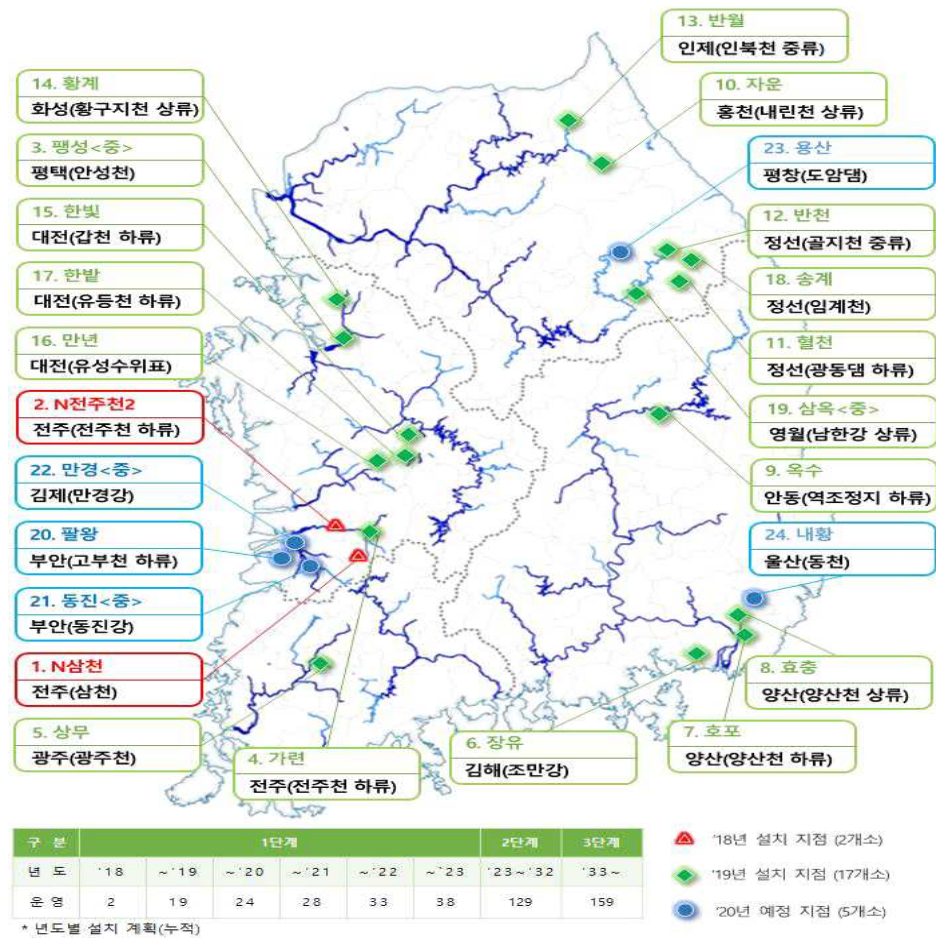 13. 반월
인제(인북천 중류)
14. 황계
화성(황구지천 상류)
10. 자운
홍천(내린천 상류)
3. 팽성<중>
평택(안성천)
23. 용산
평창(도암댐)
15. 한빛
대전(갑천 하류)
12. 반천
정선(골지천 중류)
17. 한밭
대전(유등천 하류)
18. 송계
정선(임계천)
16. 만년
대전(유성수위표)
11. 혈천
정선(광동댐 하류)
2. N전주천2
전주(전주천 하류)
19. 삼옥<중>
영월(남한강 상류)
22. 만경<중>
김제(만경강)
9. 옥수
안동(역조정지 하류)
20. 팔왕
부안(고부천 하류)
24. 내황
울산(동천)
21. 동진<중>
부안(동진강)
1. N삼천
전주(삼천)
8. 효충
양산(양산천 상류)
5. 상무
광주(광주천)
4. 가련
전주(전주천 하류)
6. 장유
김해(조만강)
7. 호포
양산(양산천 하류)
구 분 1단계 2단계 3단계
년 도 '18 ~'19 ~'20 ~'21 ~'22 ~'23 '23~'32 '33~
운 영 2 19 24 28 33 38 129 159
* 년도별 설치 계획(누적)
'18년 설치 지점 (2개소)
'19년 설치 지점 (17개소)
'20년 예정 지점 (5개소)